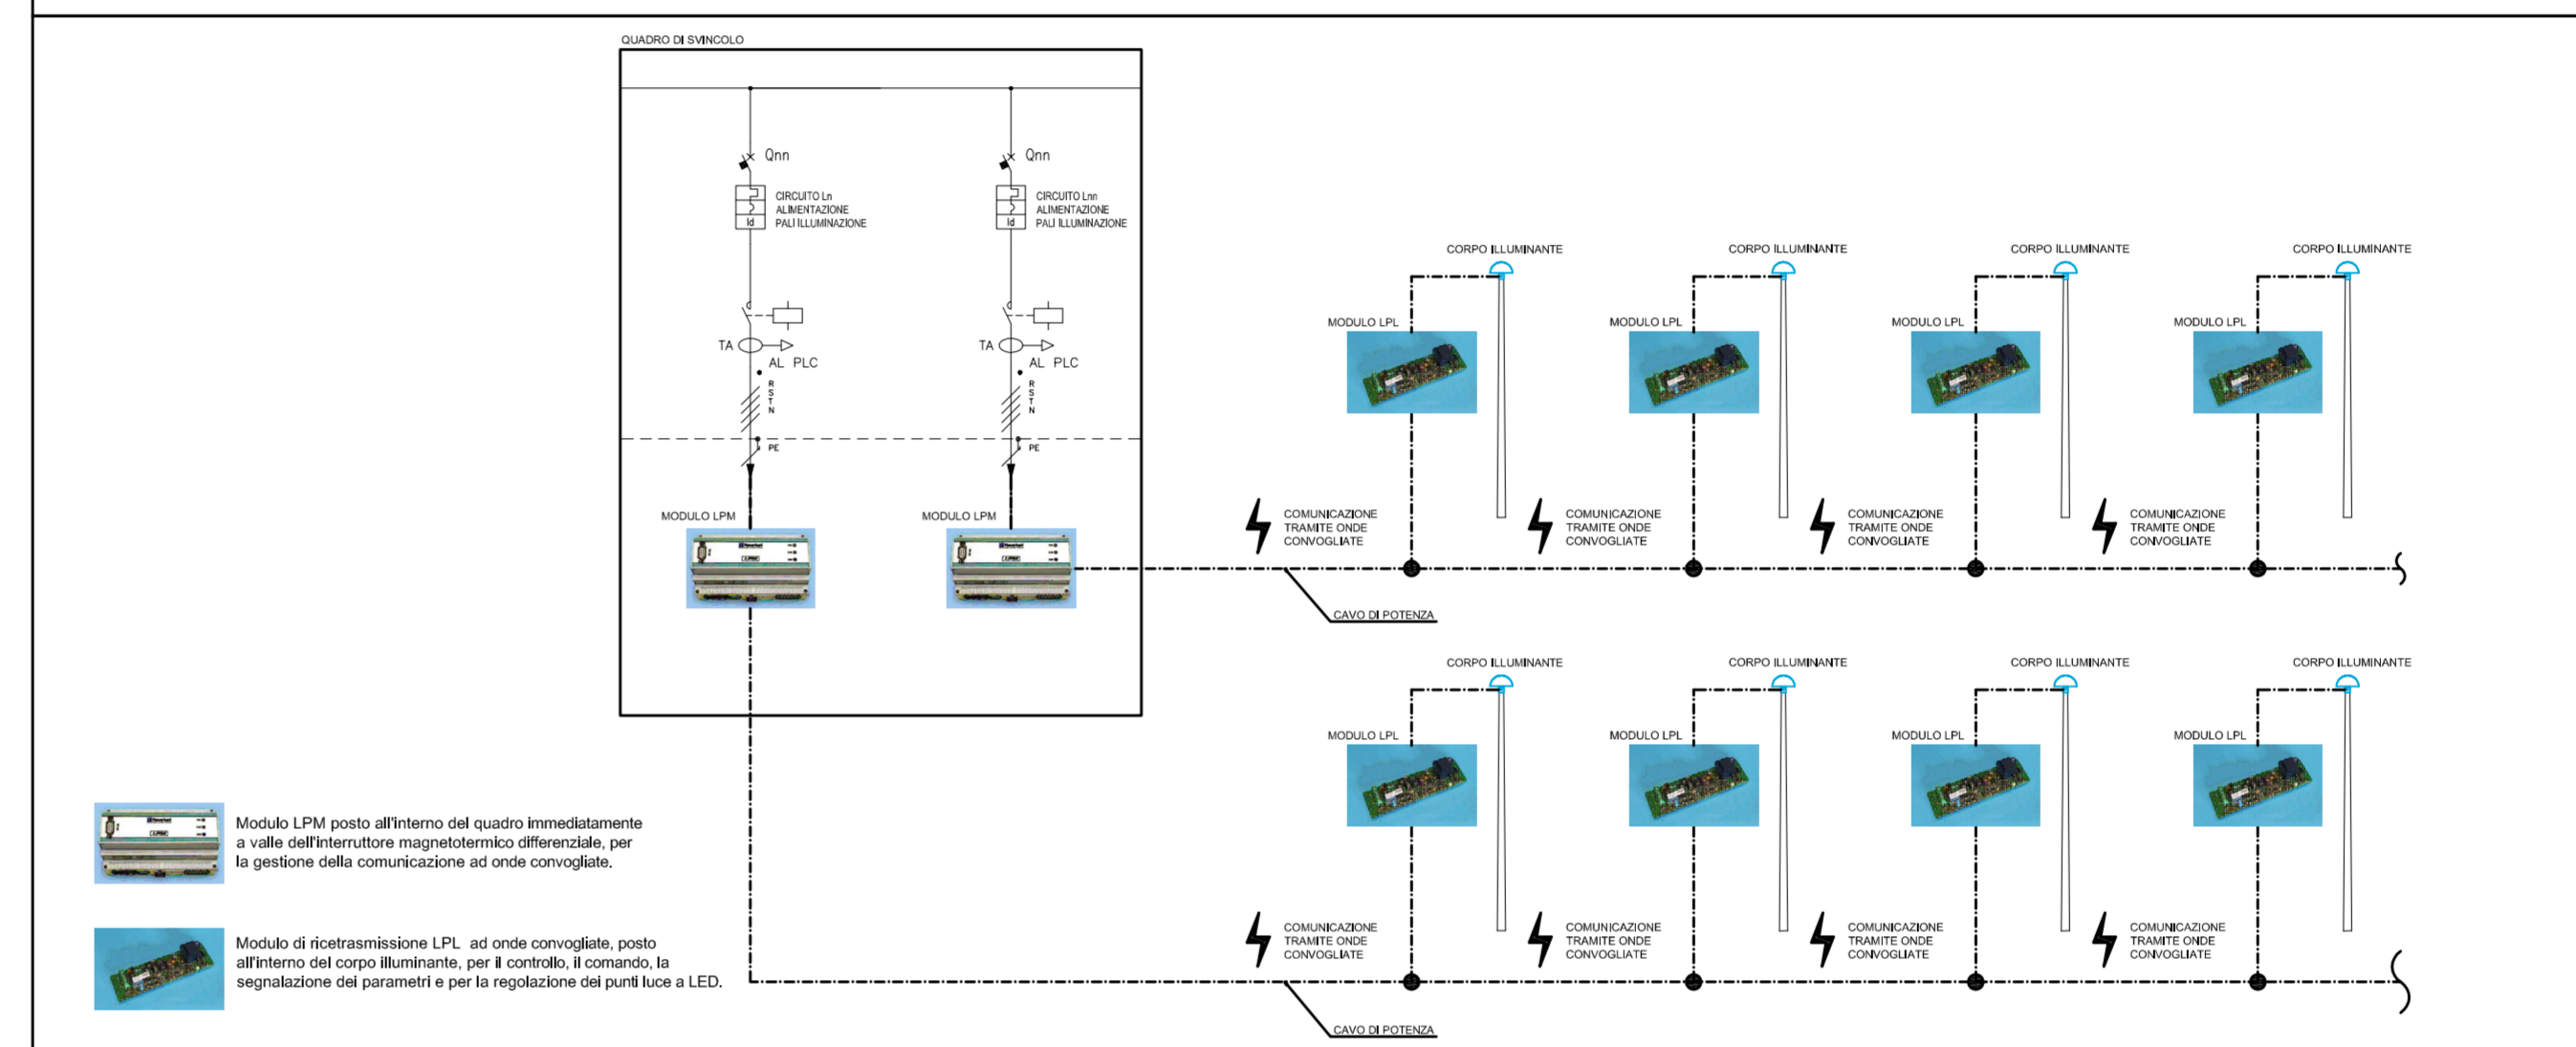 QUADRO DI SVINCOLO
Qnn
Qnn
CIRCUITO Ln
ALIMENTAZIONE
PALI ILLUMINAZIONE
Id
CIRCUITO Lnn
ALIMENTAZIONE
PALI ILLUMINAZIONE
Id
TA
AL PLC
TA
AL PLC
R
S
T
N
R
S
T
N
PE
PE
MODULO LPM
MODULO LPM
LPM
LPM
CORPO ILLUMINANTE
CORPO ILLUMINANTE
CORPO ILLUMINANTE
CORPO ILLUMINANTE
MODULO LPL
MODULO LPL
MODULO LPL
MODULO LPL
COMUNICAZIONE
TRAMITE ONDE
CONVOGLIATE
COMUNICAZIONE
TRAMITE ONDE
CONVOGLIATE
COMUNICAZIONE
TRAMITE ONDE
CONVOGLIATE
COMUNICAZIONE
TRAMITE ONDE
CONVOGLIATE
CAVO DI POTENZA
CORPO ILLUMINANTE
CORPO ILLUMINANTE
CORPO ILLUMINANTE
CORPO ILLUMINANTE
MODULO LPL
MODULO LPL
MODULO LPL
MODULO LPL
COMUNICAZIONE
TRAMITE ONDE
CONVOGLIATE
COMUNICAZIONE
TRAMITE ONDE
CONVOGLIATE
COMUNICAZIONE
TRAMITE ONDE
CONVOGLIATE
COMUNICAZIONE
TRAMITE ONDE
CONVOGLIATE
CAVO DI POTENZA
LPM
Modulo LPM posto all'interno del quadro immediatamente
a valle dell'interruttore magnetotermico differenziale, per
la gestione della comunicazione ad onde convogliate.
Modulo di ricetrasmissione LPL ad onde convogliate, posto
all'interno del corpo illuminante, per il controllo, il comando, la
segnalazione dei parametri e per la regolazione dei punti luce a LED.